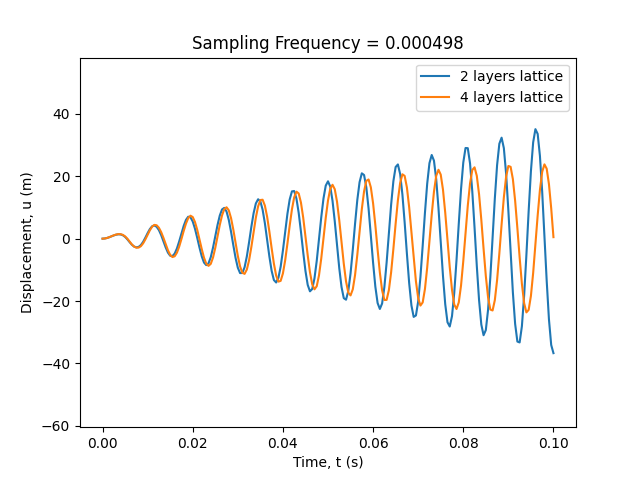 Sampling Frequency = 0.000498
2 layers lattice
4 layers lattice
Displacement, u (m)
40
20
0
−20
−40
−60
0.00 0.02 0.04 0.06 0.08 0.10
Time, t (s)